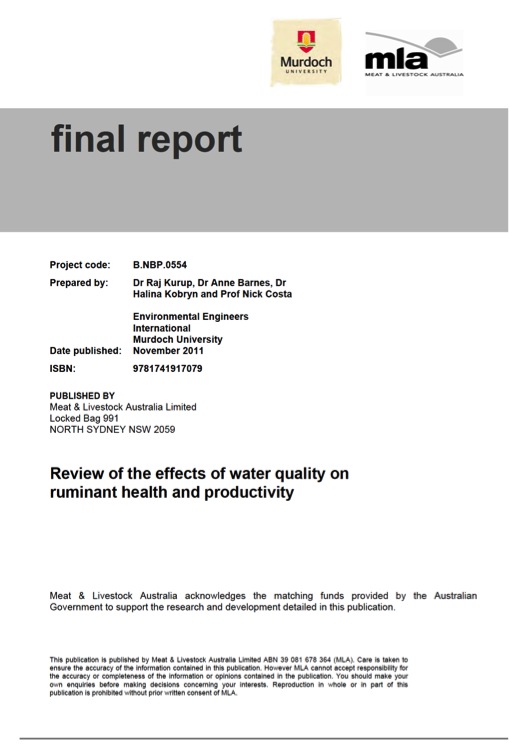 Murdoch
UNIVERSITY
mla
MEAT & LIVESTOCK AUSTRALIA
final report
Project code: B.NBP.0554
Prepared by: Dr Raj Kurup, Dr Anne Barnes, Dr
Halina Kobryn and Prof Nick Costa
Environmental Engineers
International
Murdoch University
Date published: November 2011
ISBN: 9781741917079
PUBLISHED BY
Meat & Livestock Australia Limited
Locked Bag 991
NORTH SYDNEY NSW 2059
Review of the effects of water quality on
ruminant health and productivity
Meat & Livestock Australia acknowledges the matching funds provided by the Australian
Government to support the research and development detailed in this publication.
This publication is published by Meat & Livestock Australia Limited ABN 39 081 678 364 (MLA). Care is taken to
ensure the accuracy of the information contained in this publication. However MLA cannot accept responsibility for
the accuracy or completeness of the information or opinions contained in the publication. You should make your
own enquiries before making decisions concerning your interests. Reproduction in whole or in part of this
publication is prohibited without prior written consent of MLA.